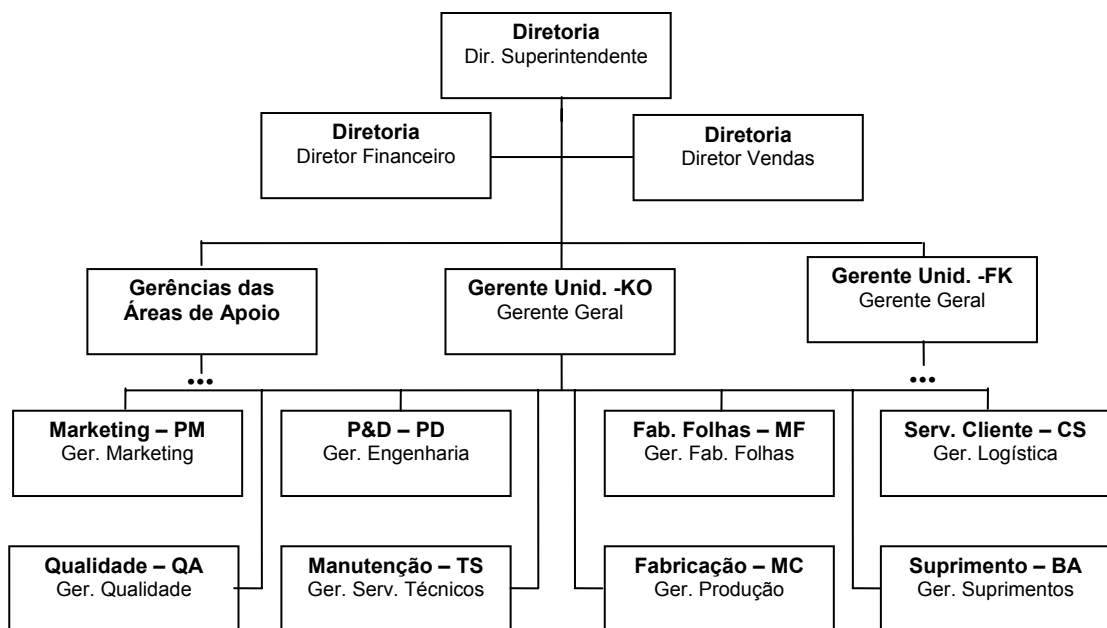 Diretoria
Dir. Superintendente
Diretoria
Diretor Financeiro
Diretoria
Diretor Vendas
Gerências das
Áreas de Apoio
Gerente Unid. -KO
Gerente Geral
Gerente Unid. -FK
Gerente Geral
...
...
Marketing – PM
Ger. Marketing
P&D – PD
Ger. Engenharia
Fab. Folhas – MF
Ger. Fab. Folhas
Serv. Cliente – CS
Ger. Logística
Qualidade – QA
Ger. Qualidade
Manutenção – TS
Ger. Serv. Técnicos
Fabricação – MC
Ger. Produção
Suprimento – BA
Ger. Suprimentos